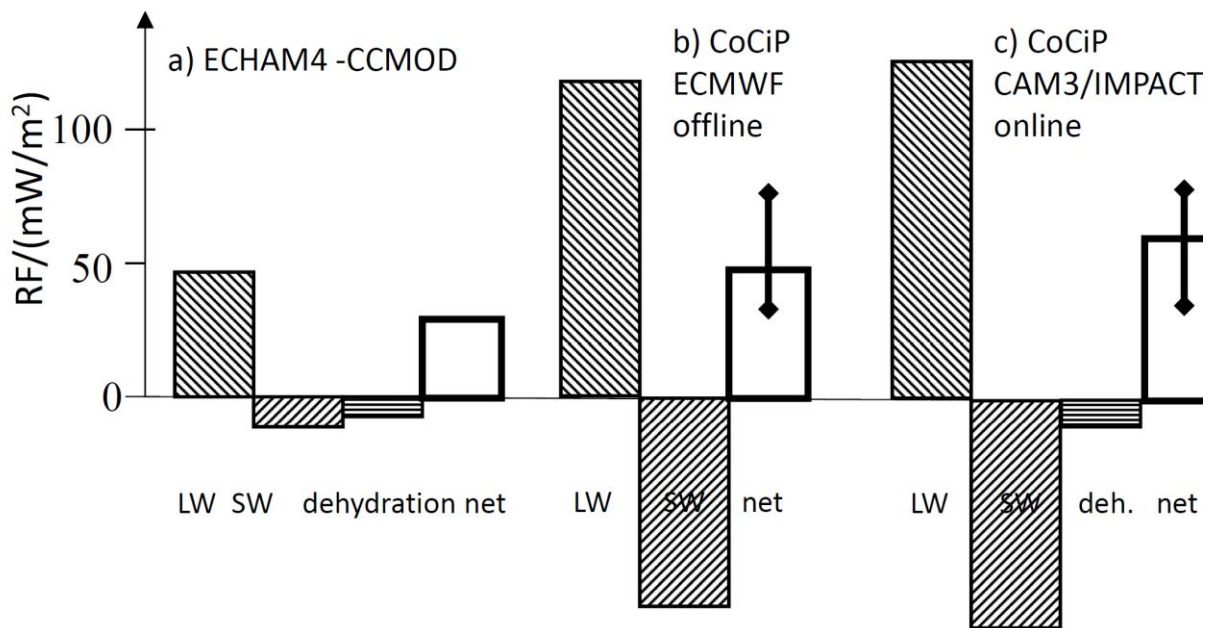 a) ECHAM4 -CCMOD
b) CoCiP
ECMWF
offline
c) CoCiP
CAM3/IMPACT
online
RF/(mW/m²)
100
50
0
LW SW dehydration net
LW SW net
LW SW deh. net